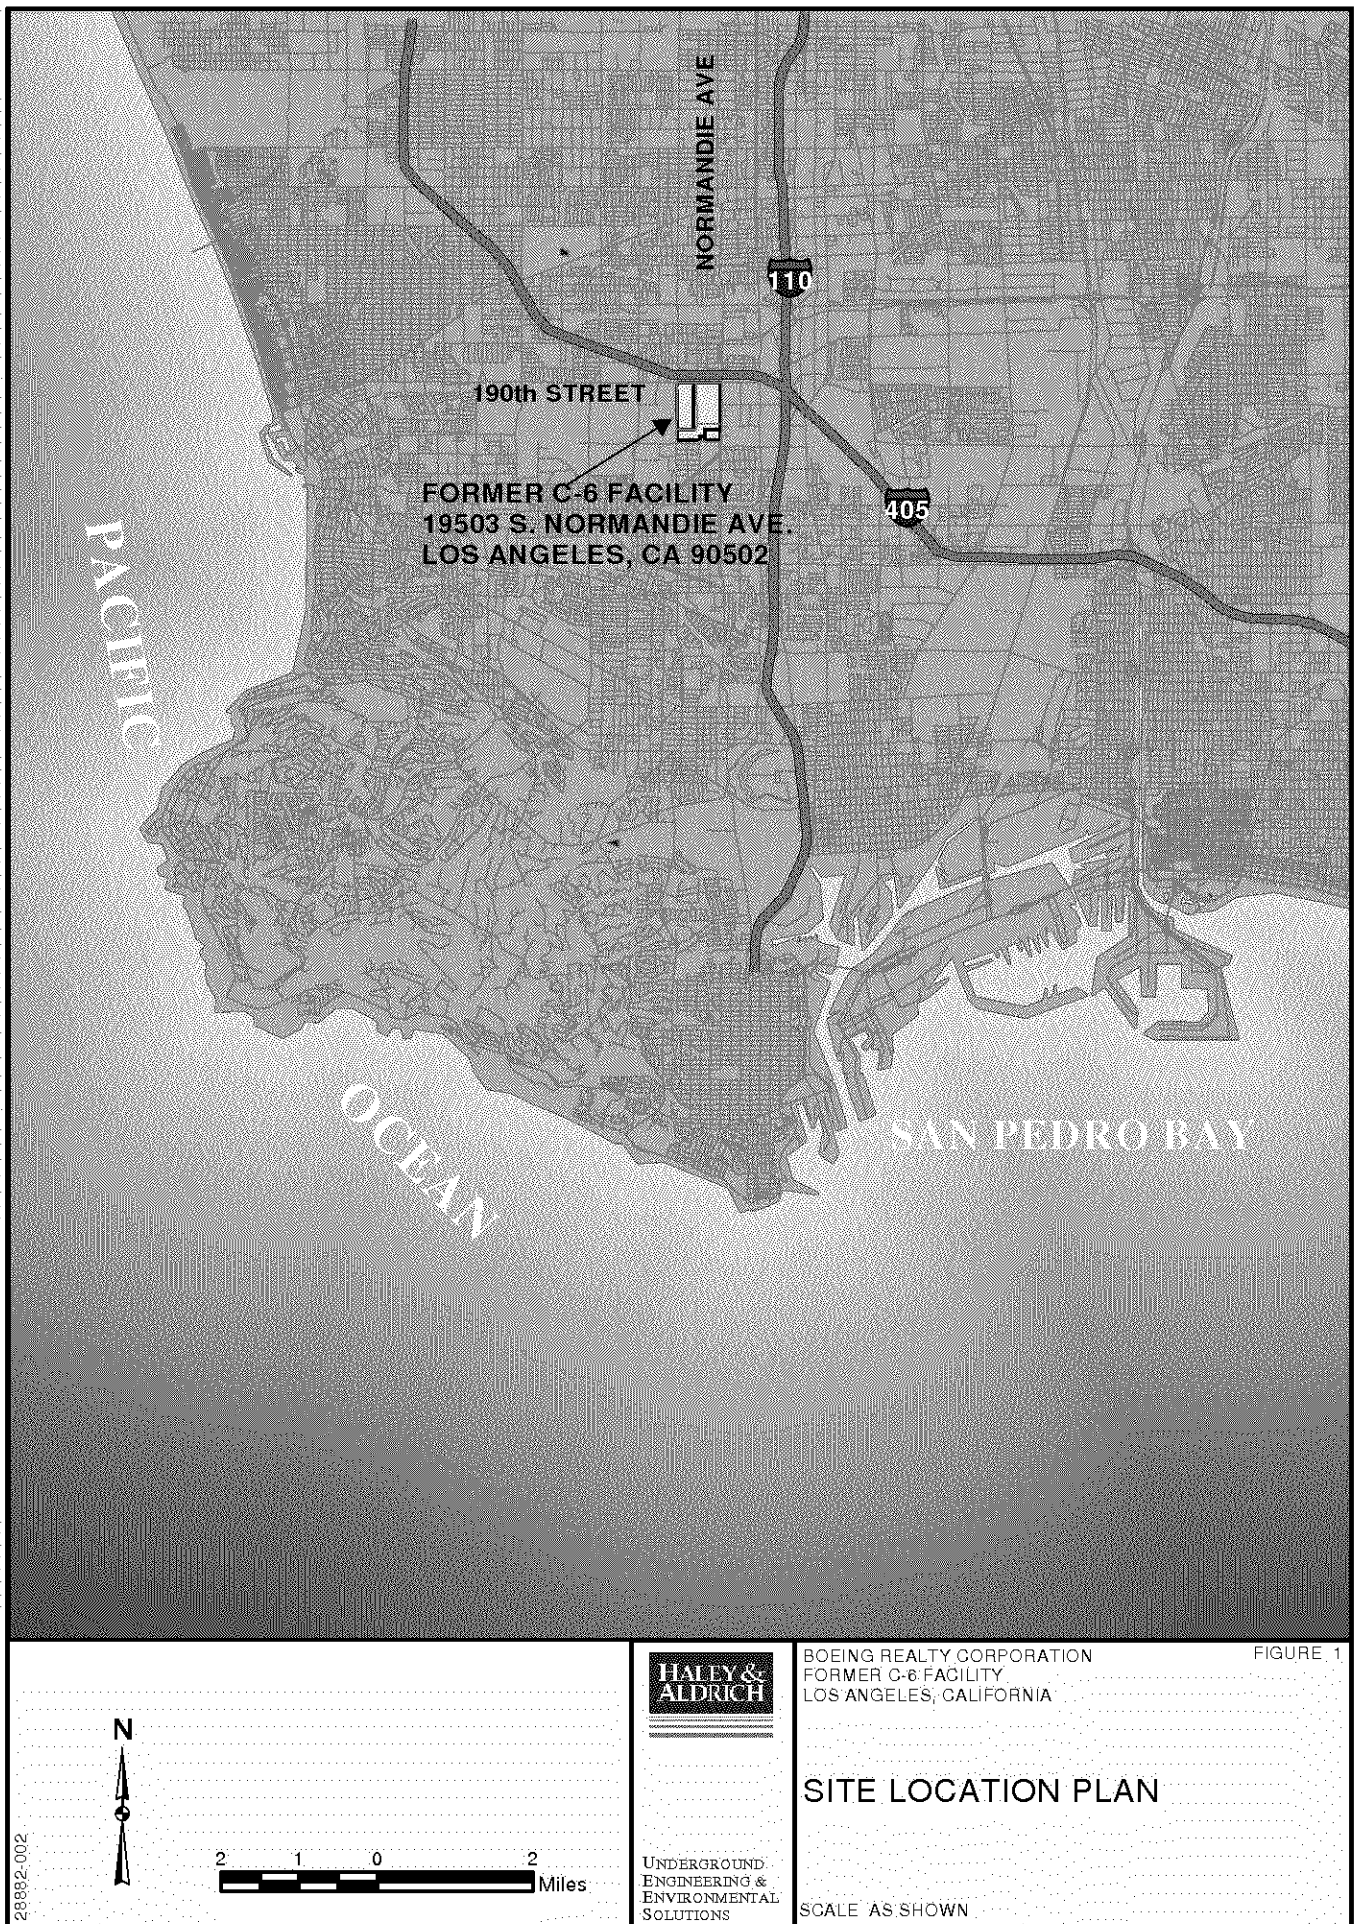 NORMANDIE AVE
110
190th STREET
FORMER C-6 FACILITY
19503 S. NORMANDIE AVE.
LOS ANGELES, CA 90502
405
PACIFIC
OCEAN
SAN PEDRO BAY
N
2 1 0 2
Miles
28882-002
HALEY &
ALDRICH
UNDERGROUND
ENGINEERING &
ENVIRONMENTAL
SOLUTIONS
BOEING REALTY CORPORATION
FORMER C-6 FACILITY
LOS ANGELES, CALIFORNIA
FIGURE 1
SITE LOCATION PLAN
SCALE AS SHOWN